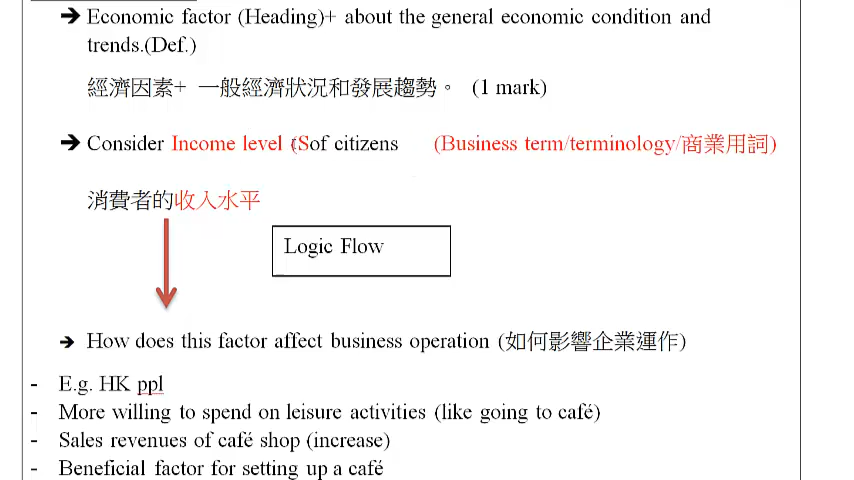 ➔ Economic factor (Heading)+ about the general economic condition and
trends.(Def.)
經濟因素+ 一般經濟狀況和發展趨勢。 (1 mark)
➔ Consider Income level (Sof citizens (Business term/terminology/商業用詞)
消費者的收入水平
Logic Flow
➔ How does this factor affect business operation (如何影響企業運作)
- E.g. HK ppl
- More willing to spend on leisure activities (like going to café)
- Sales revenues of café shop (increase)
- Beneficial factor for setting up a café